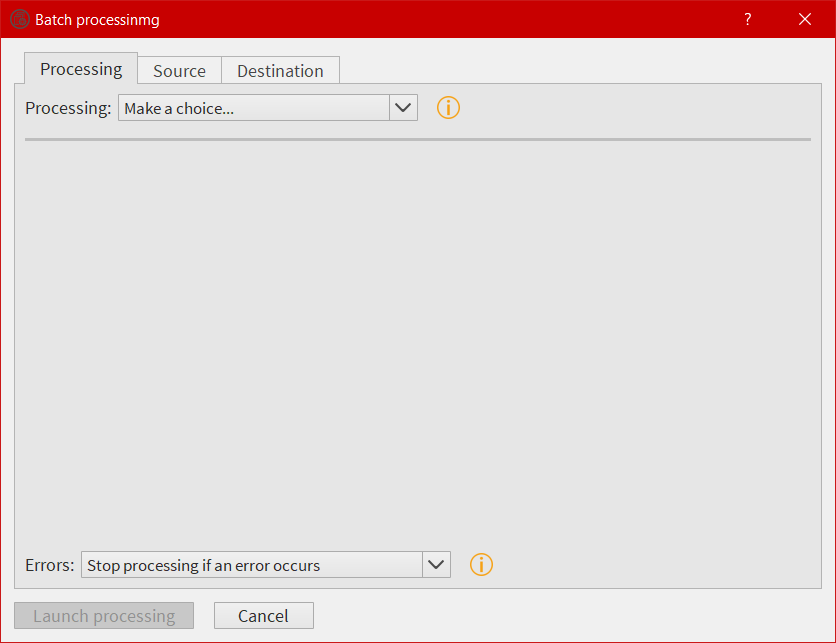 Batch processinmg
?
Processing Source Destination
Processing: Make a choice...
Errors: Stop processing if an error occurs
Launch processing Cancel